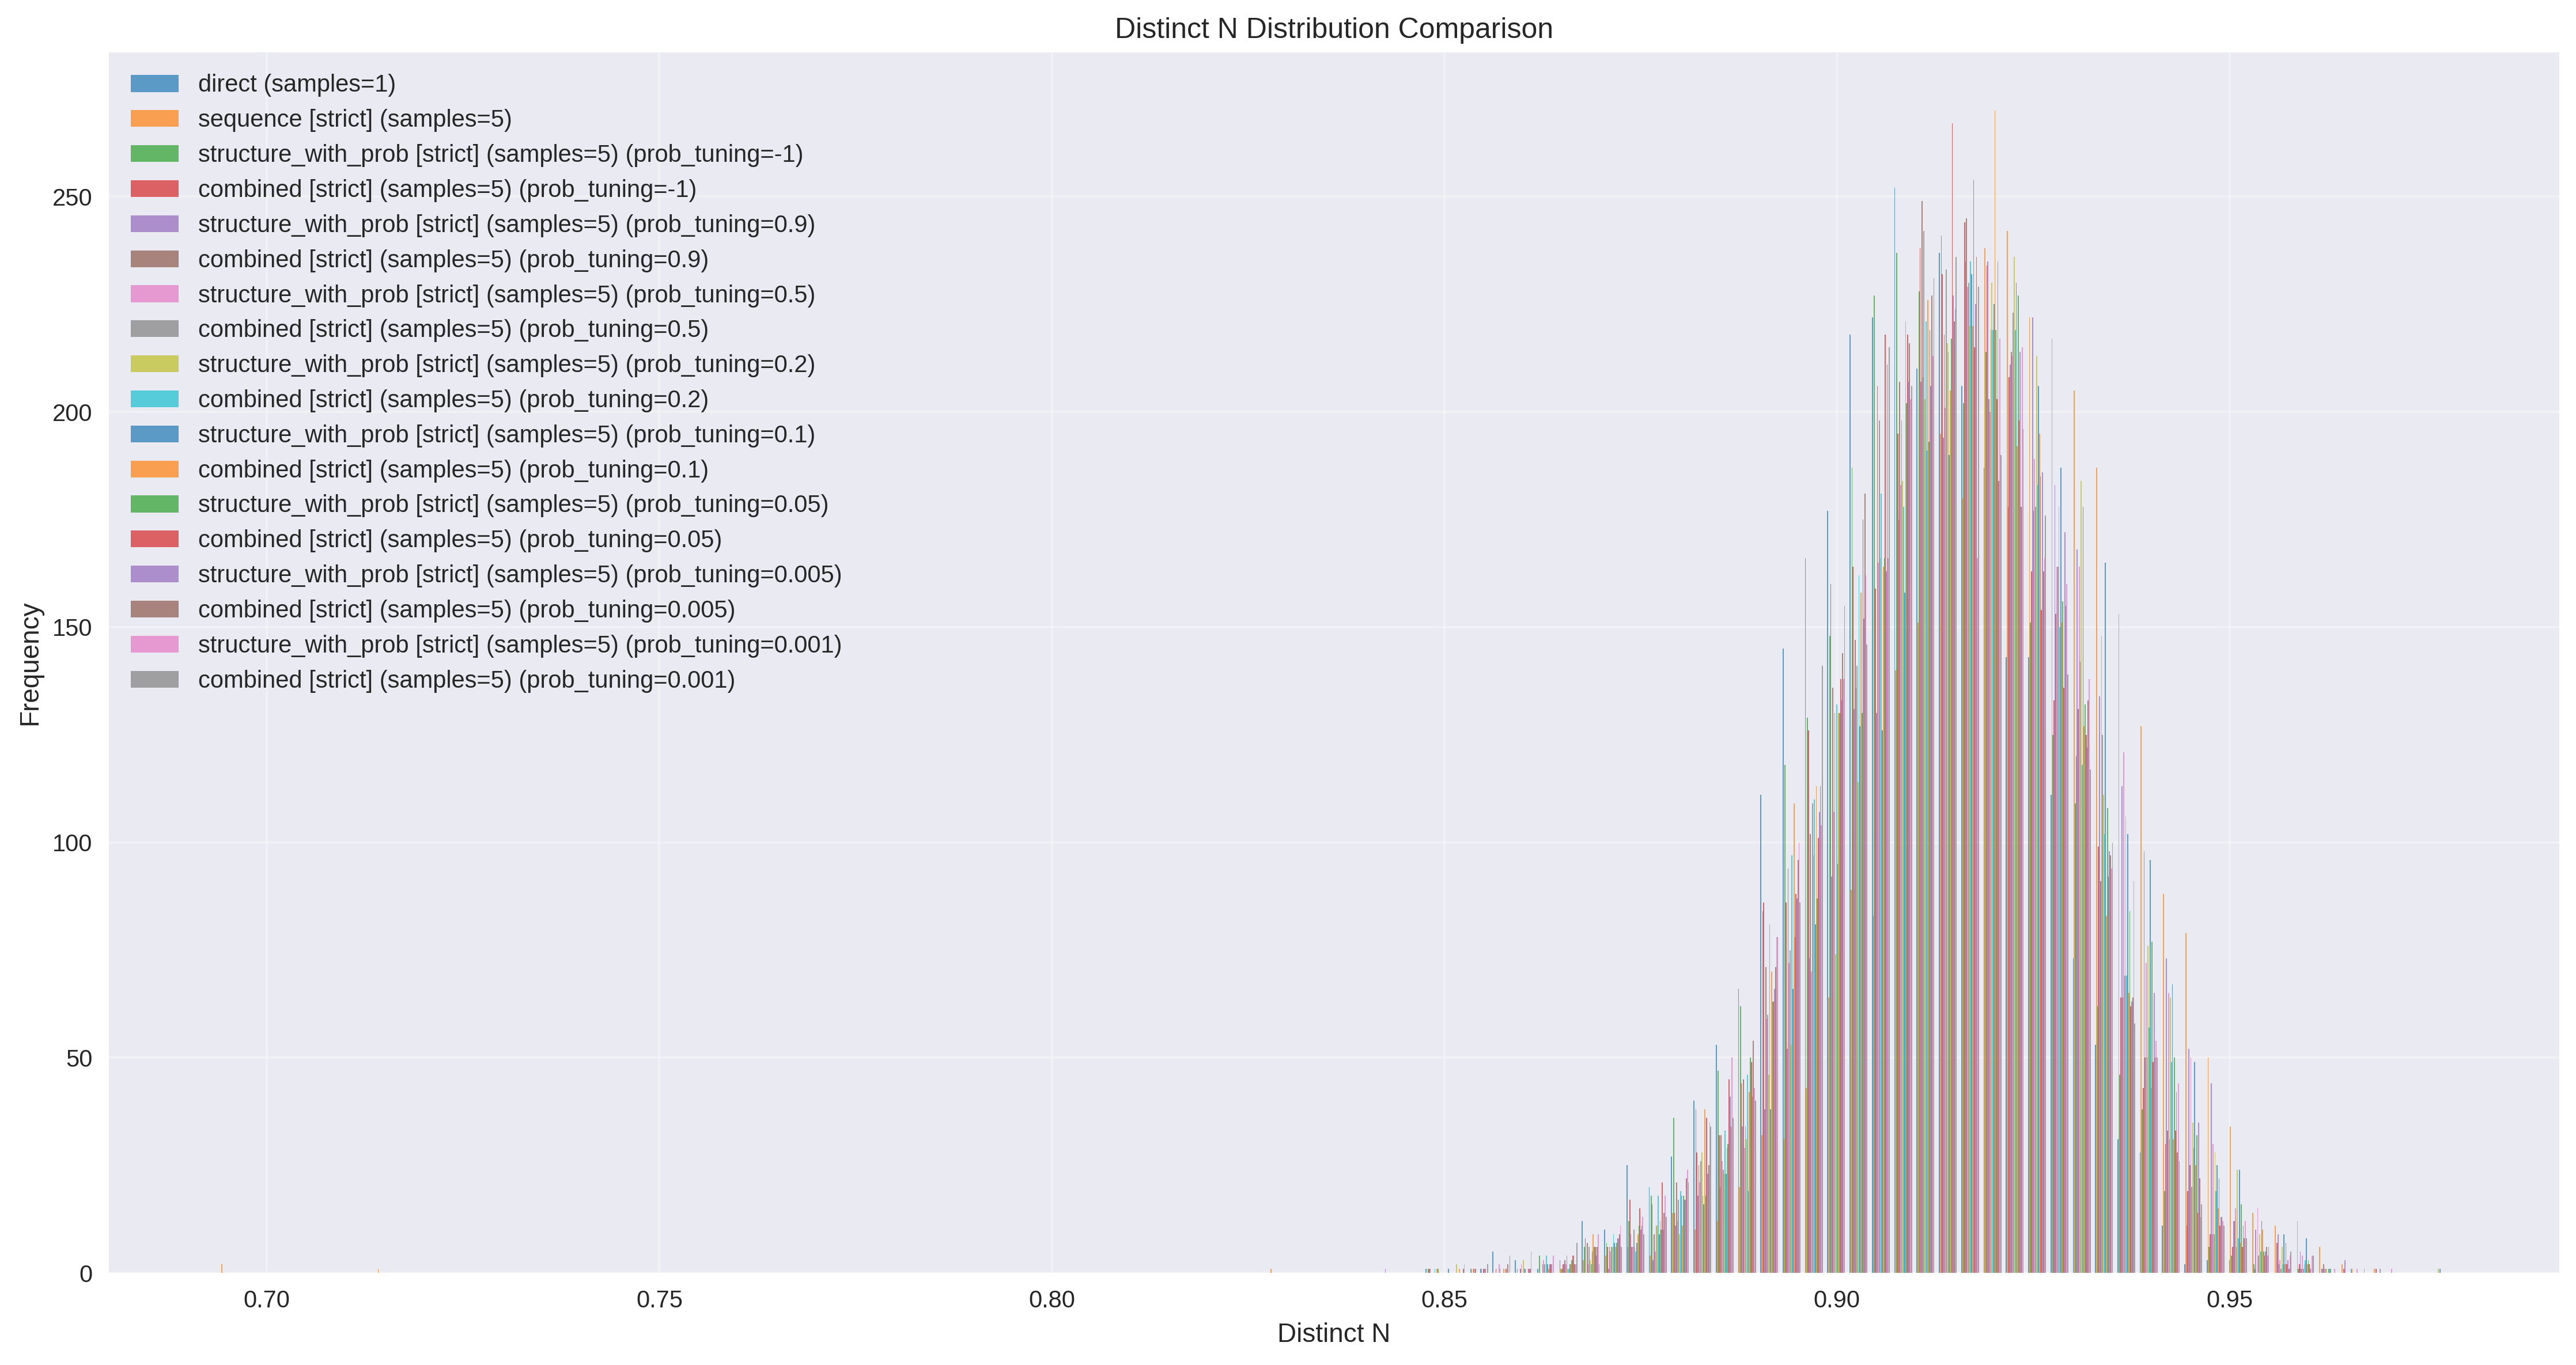 Distinct N Distribution Comparison
direct (samples=1)
sequence [strict] (samples=5)
structure_with_prob [strict] (samples=5) (prob_tuning=-1)
combined [strict] (samples=5) (prob_tuning=-1)
structure_with_prob [strict] (samples=5) (prob_tuning=0.9)
combined [strict] (samples=5) (prob_tuning=0.9)
structure_with_prob [strict] (samples=5) (prob_tuning=0.5)
combined [strict] (samples=5) (prob_tuning=0.5)
structure_with_prob [strict] (samples=5) (prob_tuning=0.2)
combined [strict] (samples=5) (prob_tuning=0.2)
structure_with_prob [strict] (samples=5) (prob_tuning=0.1)
combined [strict] (samples=5) (prob_tuning=0.1)
structure_with_prob [strict] (samples=5) (prob_tuning=0.05)
combined [strict] (samples=5) (prob_tuning=0.05)
structure_with_prob [strict] (samples=5) (prob_tuning=0.005)
combined [strict] (samples=5) (prob_tuning=0.005)
structure_with_prob [strict] (samples=5) (prob_tuning=0.001)
combined [strict] (samples=5) (prob_tuning=0.001)
Frequency
250
200
150
100
50
0
0.70 0.75 0.80 0.85 0.90 0.95
Distinct N